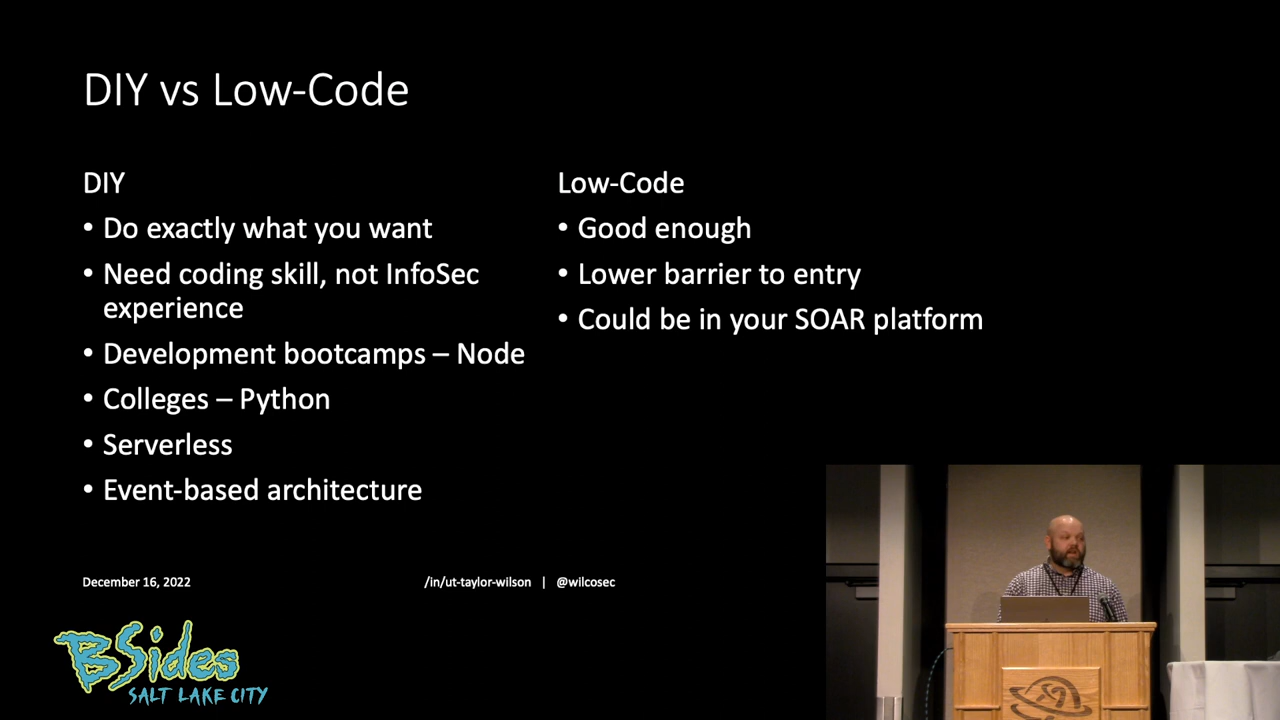 DIY vs Low-Code
DIY
• Do exactly what you want
• Need coding skill, not InfoSec
experience
• Development bootcamps – Node
• Colleges – Python
• Serverless
• Event-based architecture
Low-Code
• Good enough
• Lower barrier to entry
• Could be in your SOAR platform
December 16, 2022
/in/ut-taylor-wilson | @wilcosec
BSides
SALT LAKE CITY